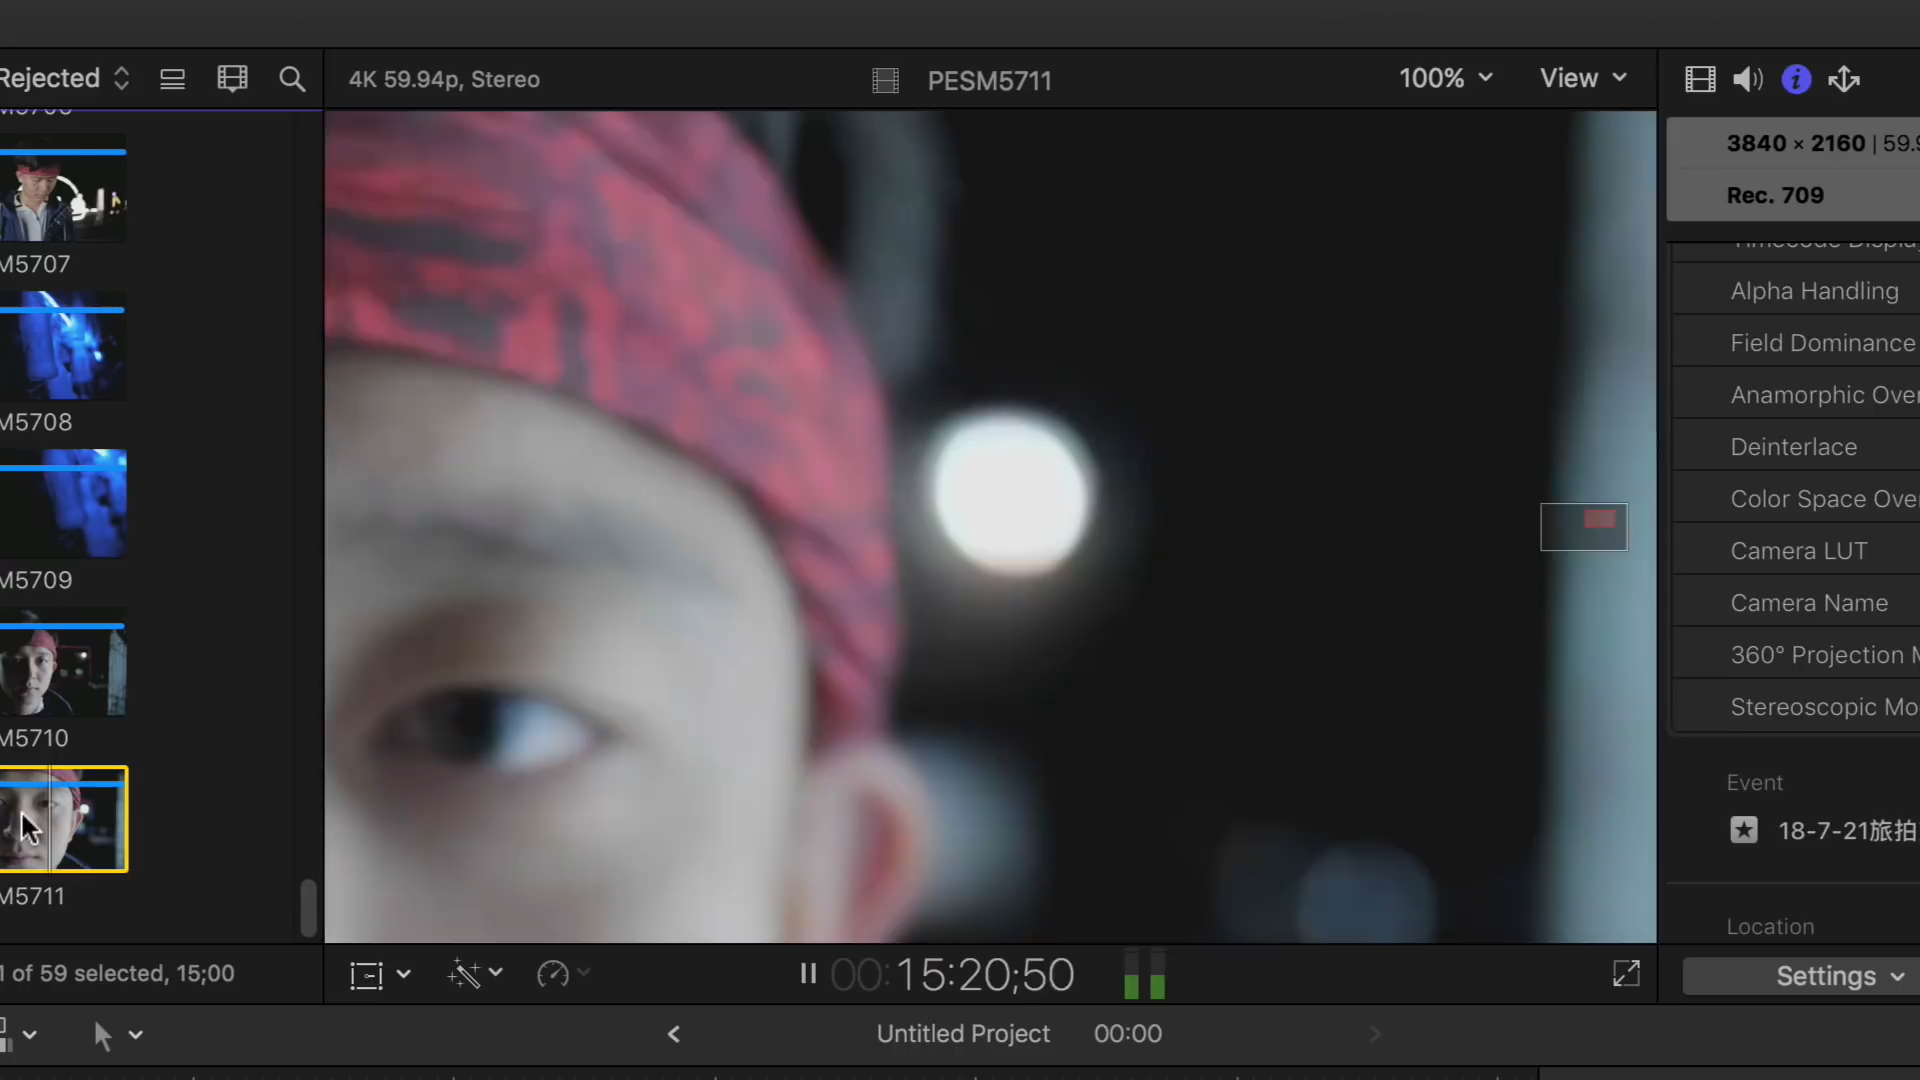 Rejected
4K 59.94p, Stereo
PESM5711
100%
View
3840 × 2160 | 59.9
Rec. 709
M5707
M5708
M5709
M5710
M5711
Alpha Handling
Field Dominance
Anamorphic Over
Deinterlace
Color Space Over
Camera LUT
Camera Name
360° Projection M
Stereoscopic Mo
Event
18-7-21旅拍
Location
1 of 59 selected, 15;00
00:15:20;50
Settings
Untitled Project
00:00